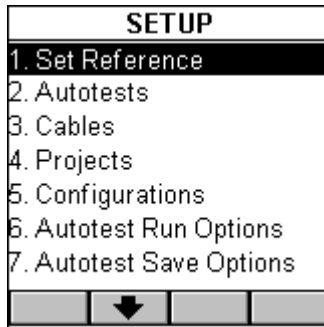 SETUP
1. Set Reference
2. Autotests
3. Cables
4. Projects
5. Configurations
6. Autotest Run Options
7. Autotest Save Options